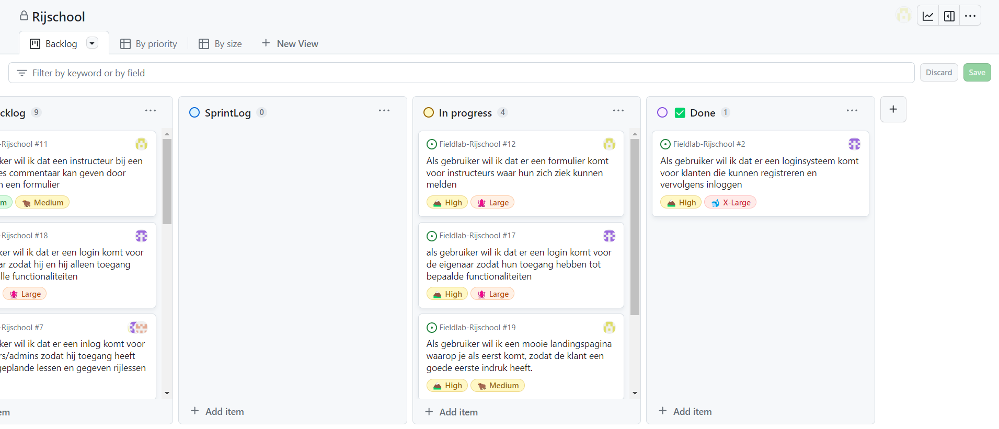 Rijschool
Backlog
By priority
By size
New View
Filter by keyword or by field
Discard
Save
cklog 9
-Rijschool #11
ker wil ik dat een instructeur bij een
es commentaar kan geven door
n een formulier
m
Medium
-Rijschool #18
ker wil ik dat er een login komt voor
ar zodat hij en hij alleen toegang
lle functionaliteiten
Large
-Rijschool #7
ker wil ik dat er een inlog komt voor
rs/admins zodat hij toegang heeft
geplande lessen en gegeven rijlessen
em
SprintLog 0
Add item
In progress 4
Fieldlab-Rijschool #12
Als gebruiker wil ik dat er een formulier komt
voor instructeurs waar hun zich ziek kunnen
melden
High
Large
Fieldlab-Rijschool #17
als gebruiker wil ik dat er een login komt voor
de eigenaar zodat hun toegang hebben tot
bepaalde functionaliteiten
High
Large
Fieldlab-Rijschool #19
Als gebruiker wil ik een mooie landingspagina
waarop je als eerst komt, zodat de klant een
goede eerste indruk heeft.
High
Medium
Add item
Done 1
Fieldlab-Rijschool #2
Als gebruiker wil ik dat er een loginsysteem komt
voor klanten die kunnen registreren en
vervolgens inloggen
High
X-Large
Add item